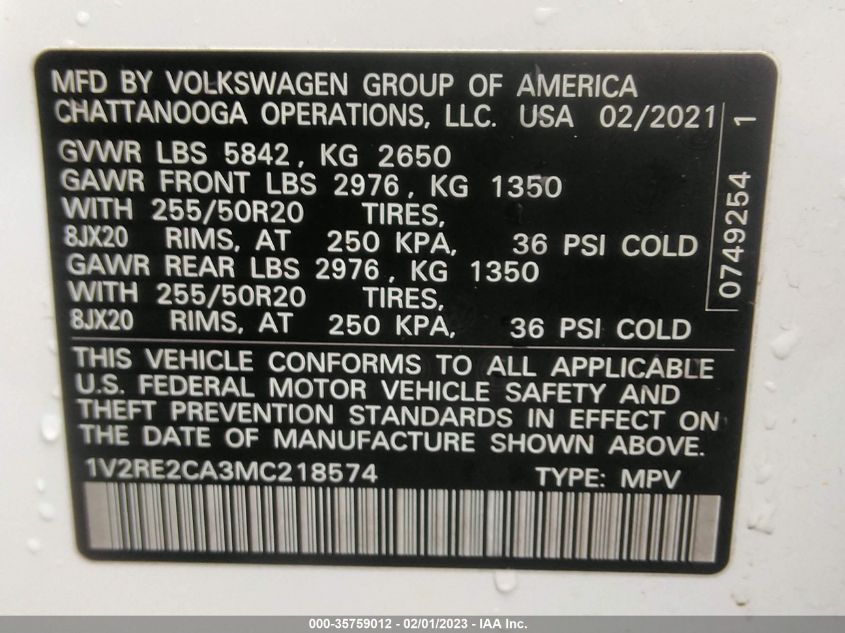 MFD BY VOLKSWAGEN GROUP OF AMERICA
CHATTANOOGA OPERATIONS, LLC. USA 02/2021
GVWR LBS 5842, KG 2650
GAWR FRONT LBS 2976, KG 1350
WITH 255/50R20 TIRES,
8JX20 RIMS, AT 250 KPA, 36 PSI COLD
GAWR REAR LBS 2976, KG 1350
WITH 255/50R20 TIRES,
8JX20 RIMS, AT 250 KPA, 36 PSI COLD
0749254 1
THIS VEHICLE CONFORMS TO ALL APPLICABLE
U.S. FEDERAL MOTOR VEHICLE SAFETY AND
THEFT PREVENTION STANDARDS IN EFFECT ON
THE DATE OF MANUFACTURE SHOWN ABOVE.
1V2RE2CA3MC218574 TYPE: MPV
000-35759012 - 02/01/2023 - IAA Inc.